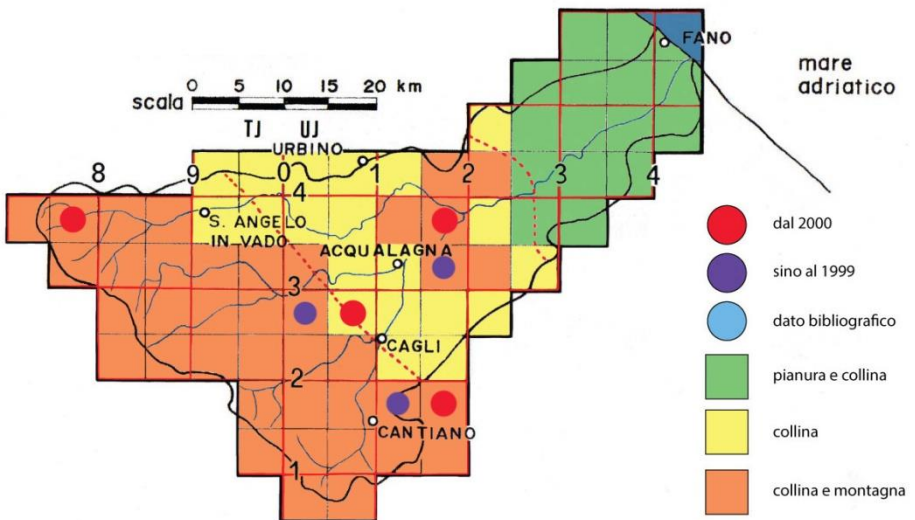 FANO
mare
adriatico
scala 0 5 10 15 20 km
TJ UJ
URBINO
8 9 0 1 2 3 4
4
S. ANGELO
IN VADO
ACQUALAGNA
3
CAGLI
2
CANTIANO
1
dal 2000
sino al 1999
dato bibliografico
pianura e collina
collina
collina e montagna